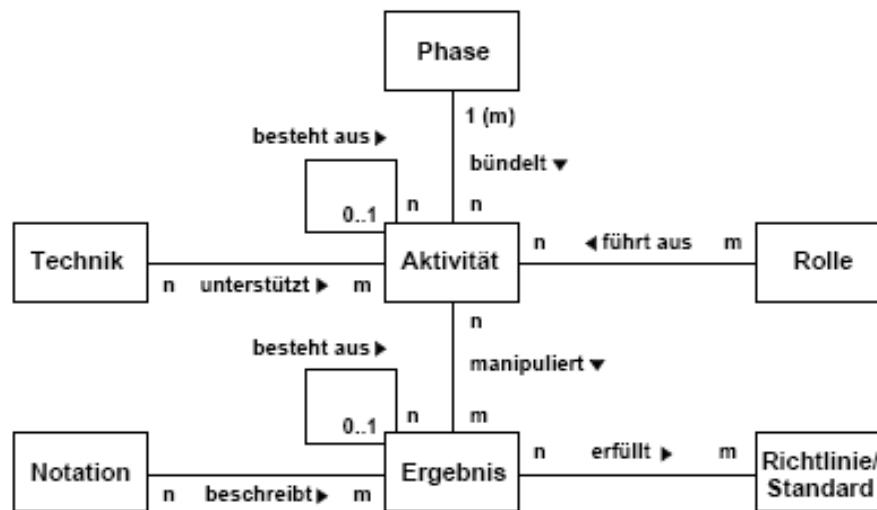 Phase
1 (m)
besteht aus
bündelt
n
n
0..1
Technik
Aktivität
n
führt aus
m
Rolle
n
unterstützt
m
n
besteht aus
manipuliert
n
m
0..1
Notation
Ergebnis
n
erfüllt
m
Richtlinie/
Standard
n
beschreibt
m